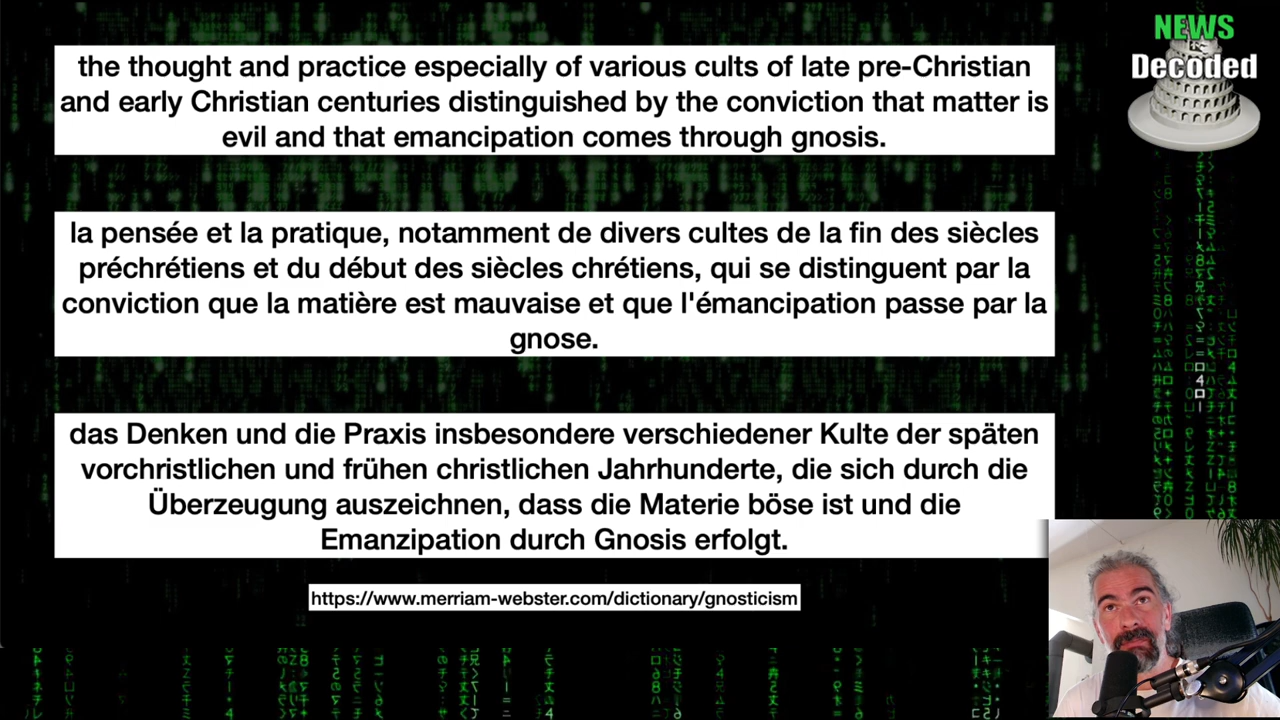 NEWS
Decoded
the thought and practice especially of various cults of late pre-Christian
and early Christian centuries distinguished by the conviction that matter is
evil and that emancipation comes through gnosis.
la pensée et la pratique, notamment de divers cultes de la fin des siècles
préchrétiens et du début des siècles chrétiens, qui se distinguent par la
conviction que la matière est mauvaise et que l'émancipation passe par la
gnose.
das Denken und die Praxis insbesondere verschiedener Kulte der späten
vorchristlichen und frühen christlichen Jahrhunderte, die sich durch die
Überzeugung auszeichnen, dass die Materie böse ist und die
Emanzipation durch Gnosis erfolgt.
https://www.merriam-webster.com/dictionary/gnosticism